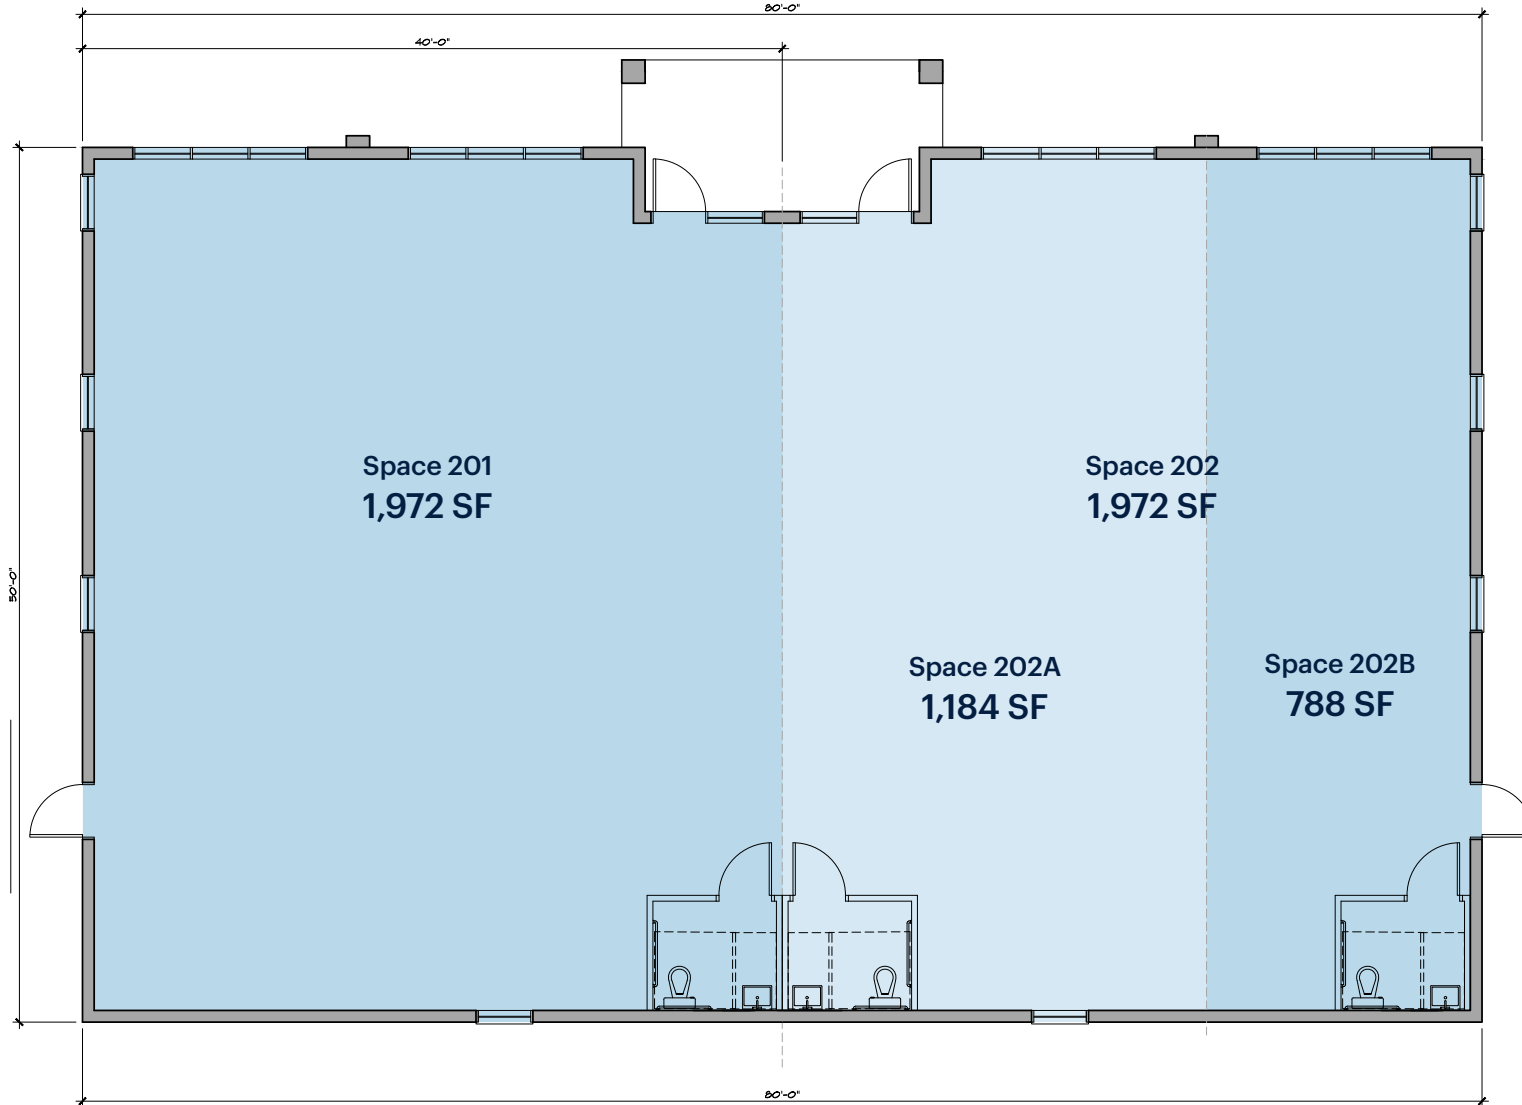 80'-0"
40'-0"
50'-0"
Space 201
1,972 SF
Space 202
1,972 SF
Space 202A
1,184 SF
Space 202B
788 SF
80'-0"